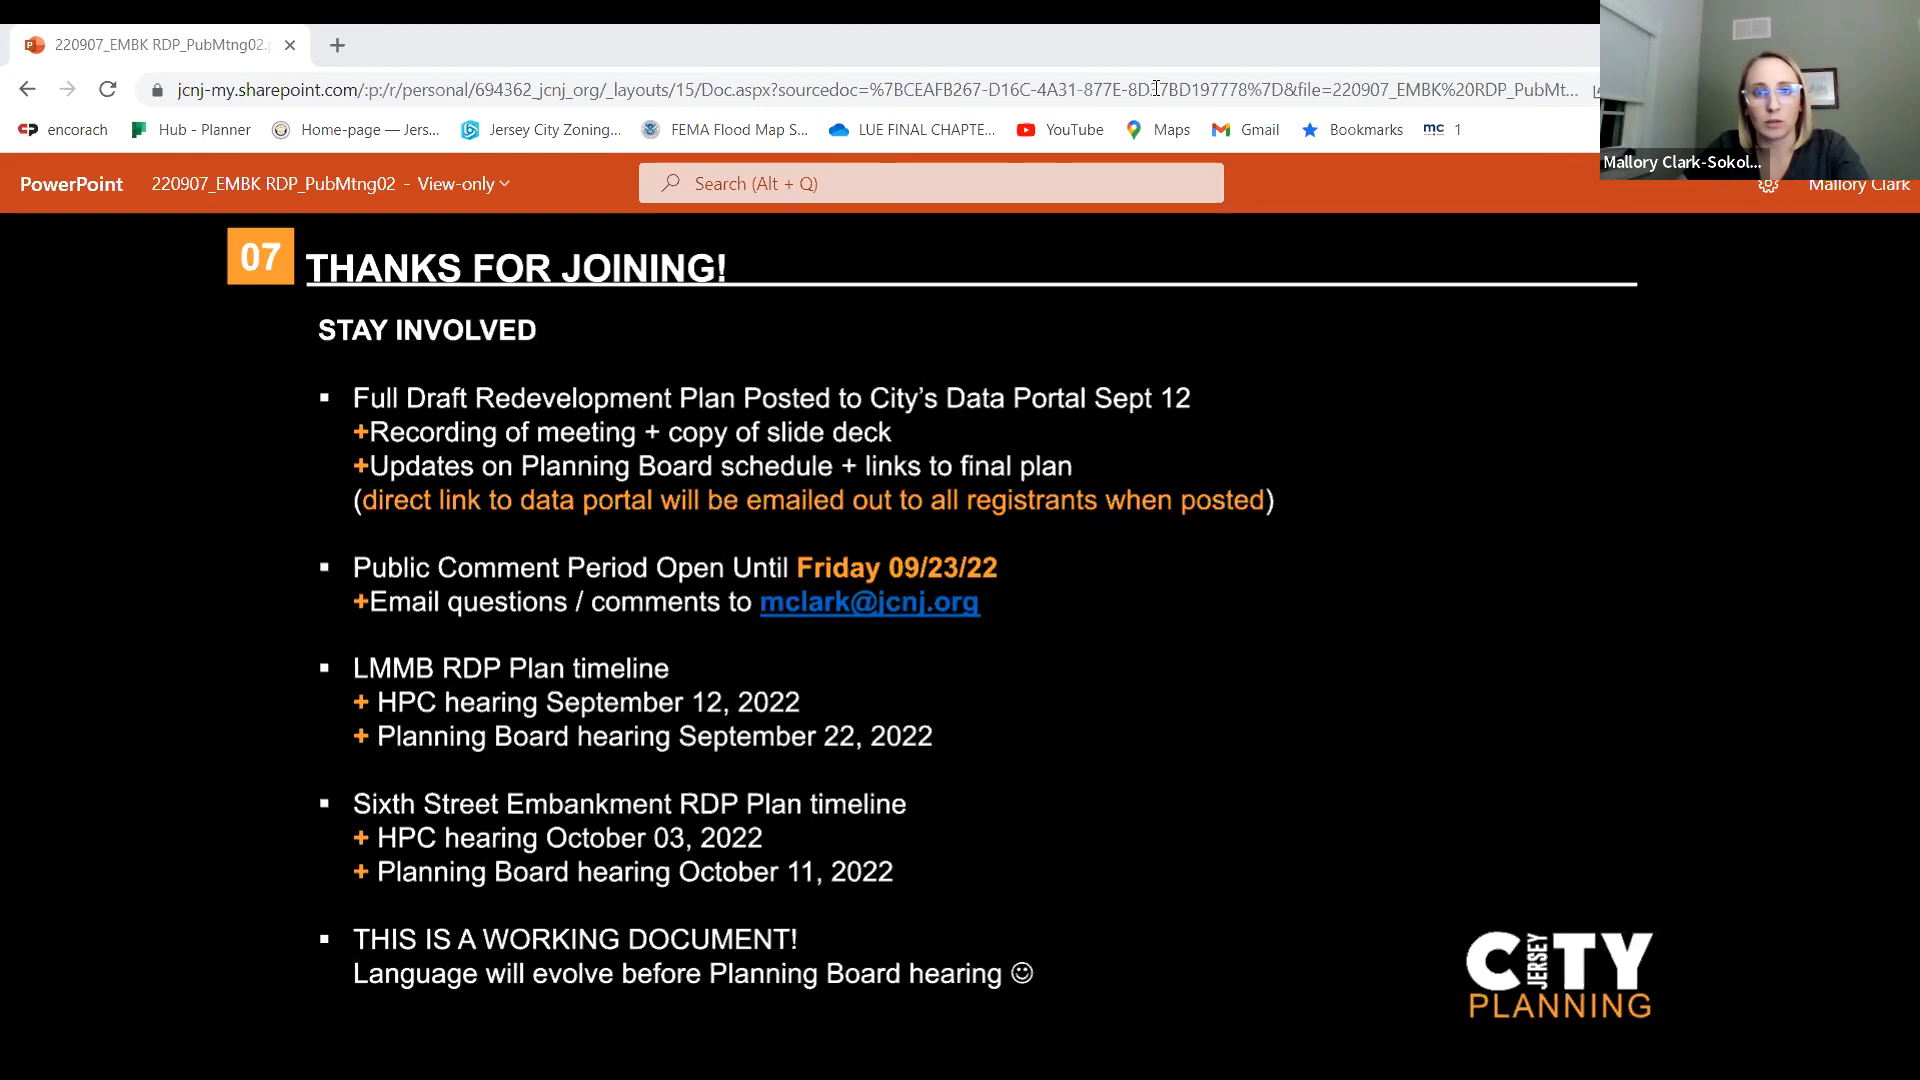 220907_EMBK RDP_PubMtng02.p
jcnj-my.sharepoint.com/:p:/r/personal/694362_jcnj_org/_layouts/15/Doc.aspx?sourcedoc=%7BCEAFB267-D16C-4A31-877E-8D37BD197778%7D&file=220907_EMBK%20RDP_PubMt...
encorach Hub - Planner Home-page — Jers... Jersey City Zoning... FEMA Flood Map S... LUE FINAL CHAPTE... YouTube Maps Gmail Bookmarks mc 1
Mallory Clark-Sokol...
PowerPoint 220907_EMBK RDP_PubMtng02 - View-only Search (Alt + Q) Mallory Clark
07 THANKS FOR JOINING!
STAY INVOLVED
▪ Full Draft Redevelopment Plan Posted to City’s Data Portal Sept 12
+Recording of meeting + copy of slide deck
+Updates on Planning Board schedule + links to final plan
(direct link to data portal will be emailed out to all registrants when posted)
▪ Public Comment Period Open Until Friday 09/23/22
+Email questions / comments to mclark@jcnj.org
▪ LMMB RDP Plan timeline
+ HPC hearing September 12, 2022
+ Planning Board hearing September 22, 2022
▪ Sixth Street Embankment RDP Plan timeline
+ HPC hearing October 03, 2022
+ Planning Board hearing October 11, 2022
▪ THIS IS A WORKING DOCUMENT!
Language will evolve before Planning Board hearing ☺
JERSEY CITY
PLANNING